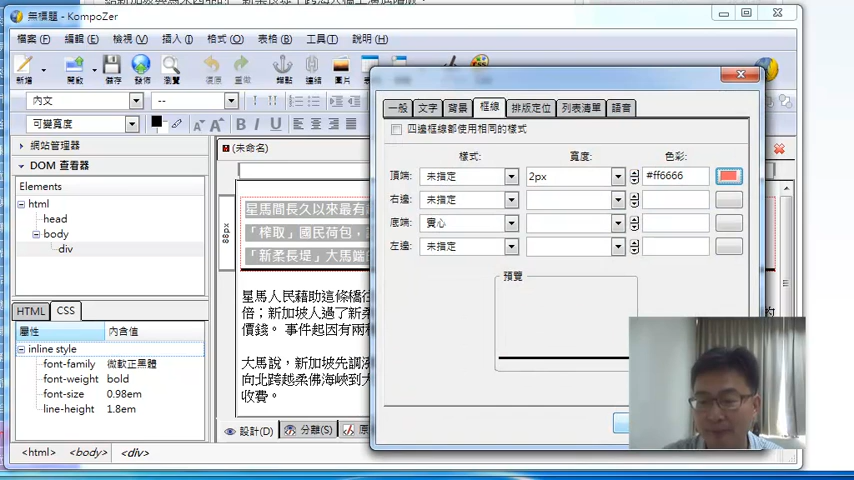 無標題 - KompoZer
檔案(F) 編輯(E) 檢視(V) 插入(I) 格式(O) 表格(B) 工具(T) 說明(H)
新增 開啟 儲存 發佈 瀏覽 復原 重做 錨點 連結 圖片
內文 --
可變寬度
B I U
網站管理器
DOM 查看器
Elements
html
head
body
div
HTML CSS
屬性 內含值
inline style
font-family 微軟正黑體
font-weight bold
font-size 0.98em
line-height 1.8em
<html> <body> <div>
(未命名)
88px
星馬間長久以來最有
「榨取」國民荷包，
「新柔長堤」大馬端
星馬人民藉助這條橋往
倍；新加坡人過了新柔
價錢。 事件起因有兩種
大馬說，新加坡先調漲
向北跨越柔佛海峽到大
收費。
設計(D) 分離(S) 原
一般 文字 背景 框線 排版定位 列表清單 語音
四邊框線都使用相同的樣式
樣式： 寬度： 色彩：
頂端： 未指定 2px #ff6666
右邊： 未指定
底端： 實心
左邊： 未指定
預覽